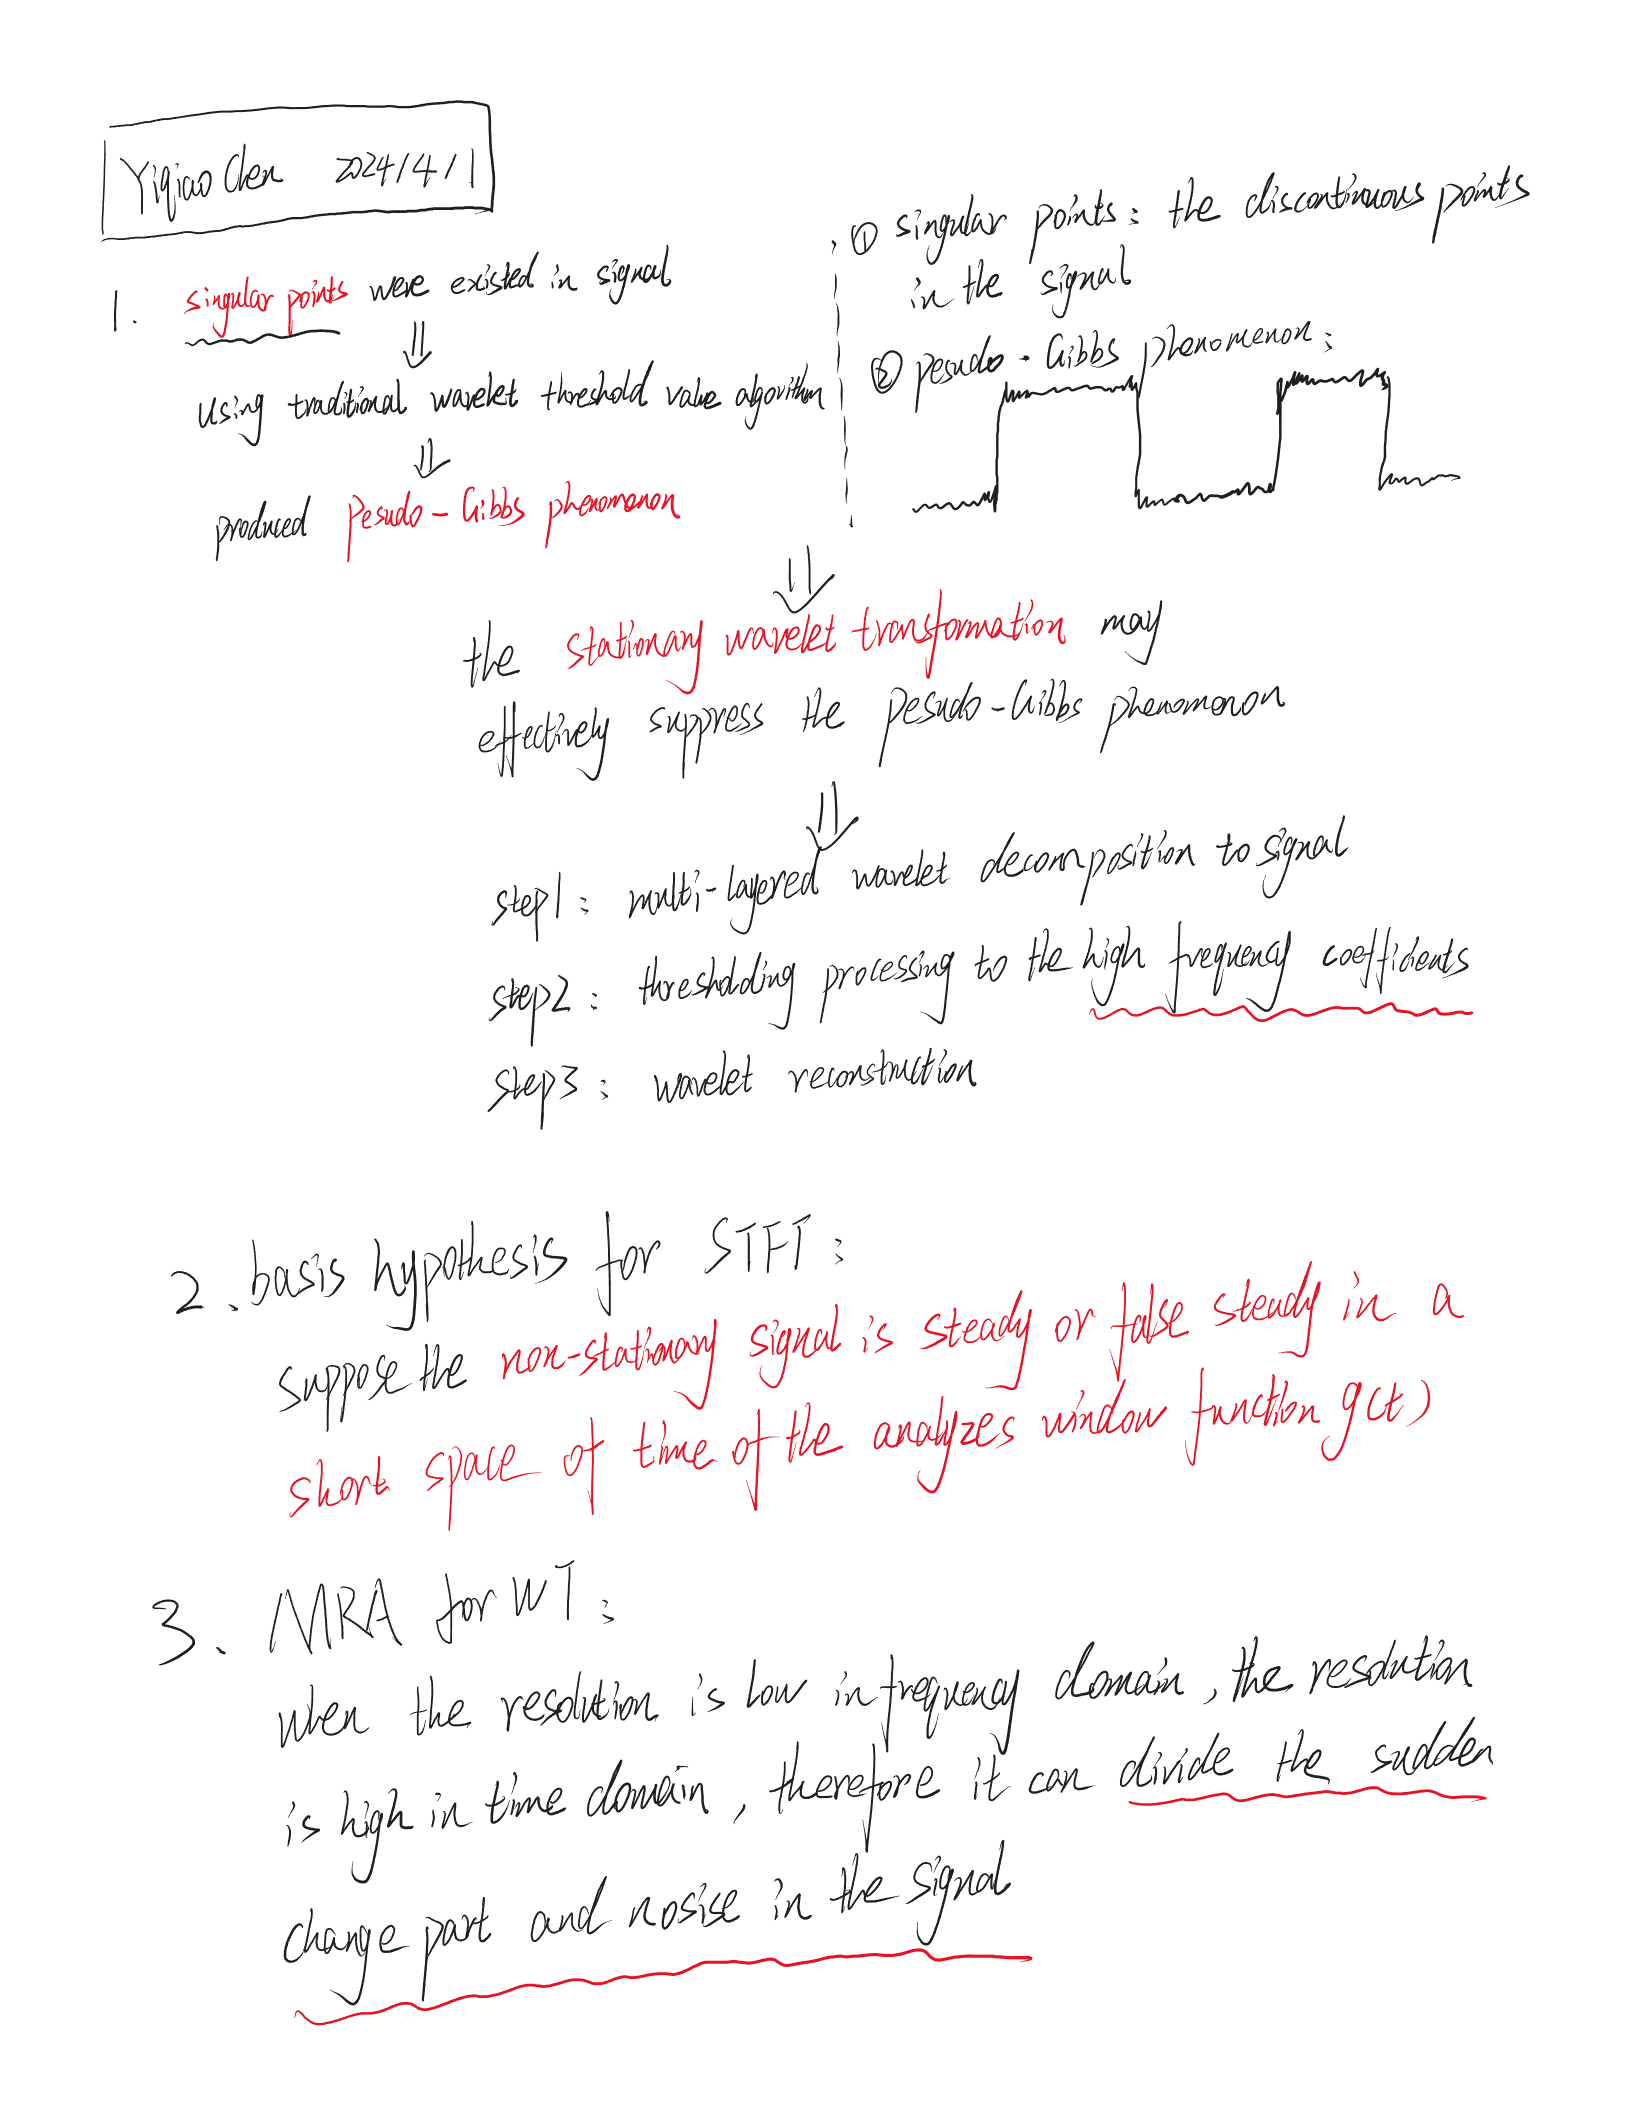 Yiqiao Chen 2024/4/1
1. singular points were existed in signal
⇓
using traditional wavelet threshold value algorithm
⇓
produced Pesudo-Gibbs phenomenon
① singular points: the discontinuous points
in the signal
② pesudo-Gibbs phenomenon:
⇓
the stationary wavelet transformation may
effectively suppress the pesudo-Gibbs phenomenon
⇓
step1: multi-layered wavelet decomposition to signal
step2: thresholding processing to the high frequency coefficients
step3: wavelet reconstruction
2. basis hypothesis for STFT:
suppose the non-stationary signal is steady or false steady in a
short space of time of the analyzes window function g(t)
3. MRA for WT:
when the resolution is low in frequency domain, the resolution
is high in time domain, therefore it can divide the sudden
change part and nosise in the signal